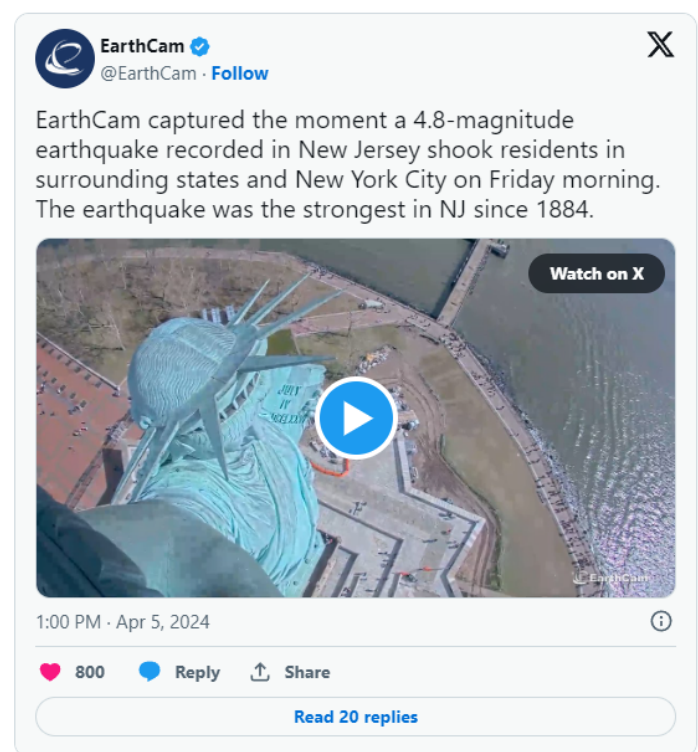 EarthCam
@EarthCam · Follow
EarthCam captured the moment a 4.8-magnitude
earthquake recorded in New Jersey shook residents in
surrounding states and New York City on Friday morning.
The earthquake was the strongest in NJ since 1884.
Watch on X
JULY
IV
EarthCam
1:00 PM · Apr 5, 2024
800 Reply Share
Read 20 replies